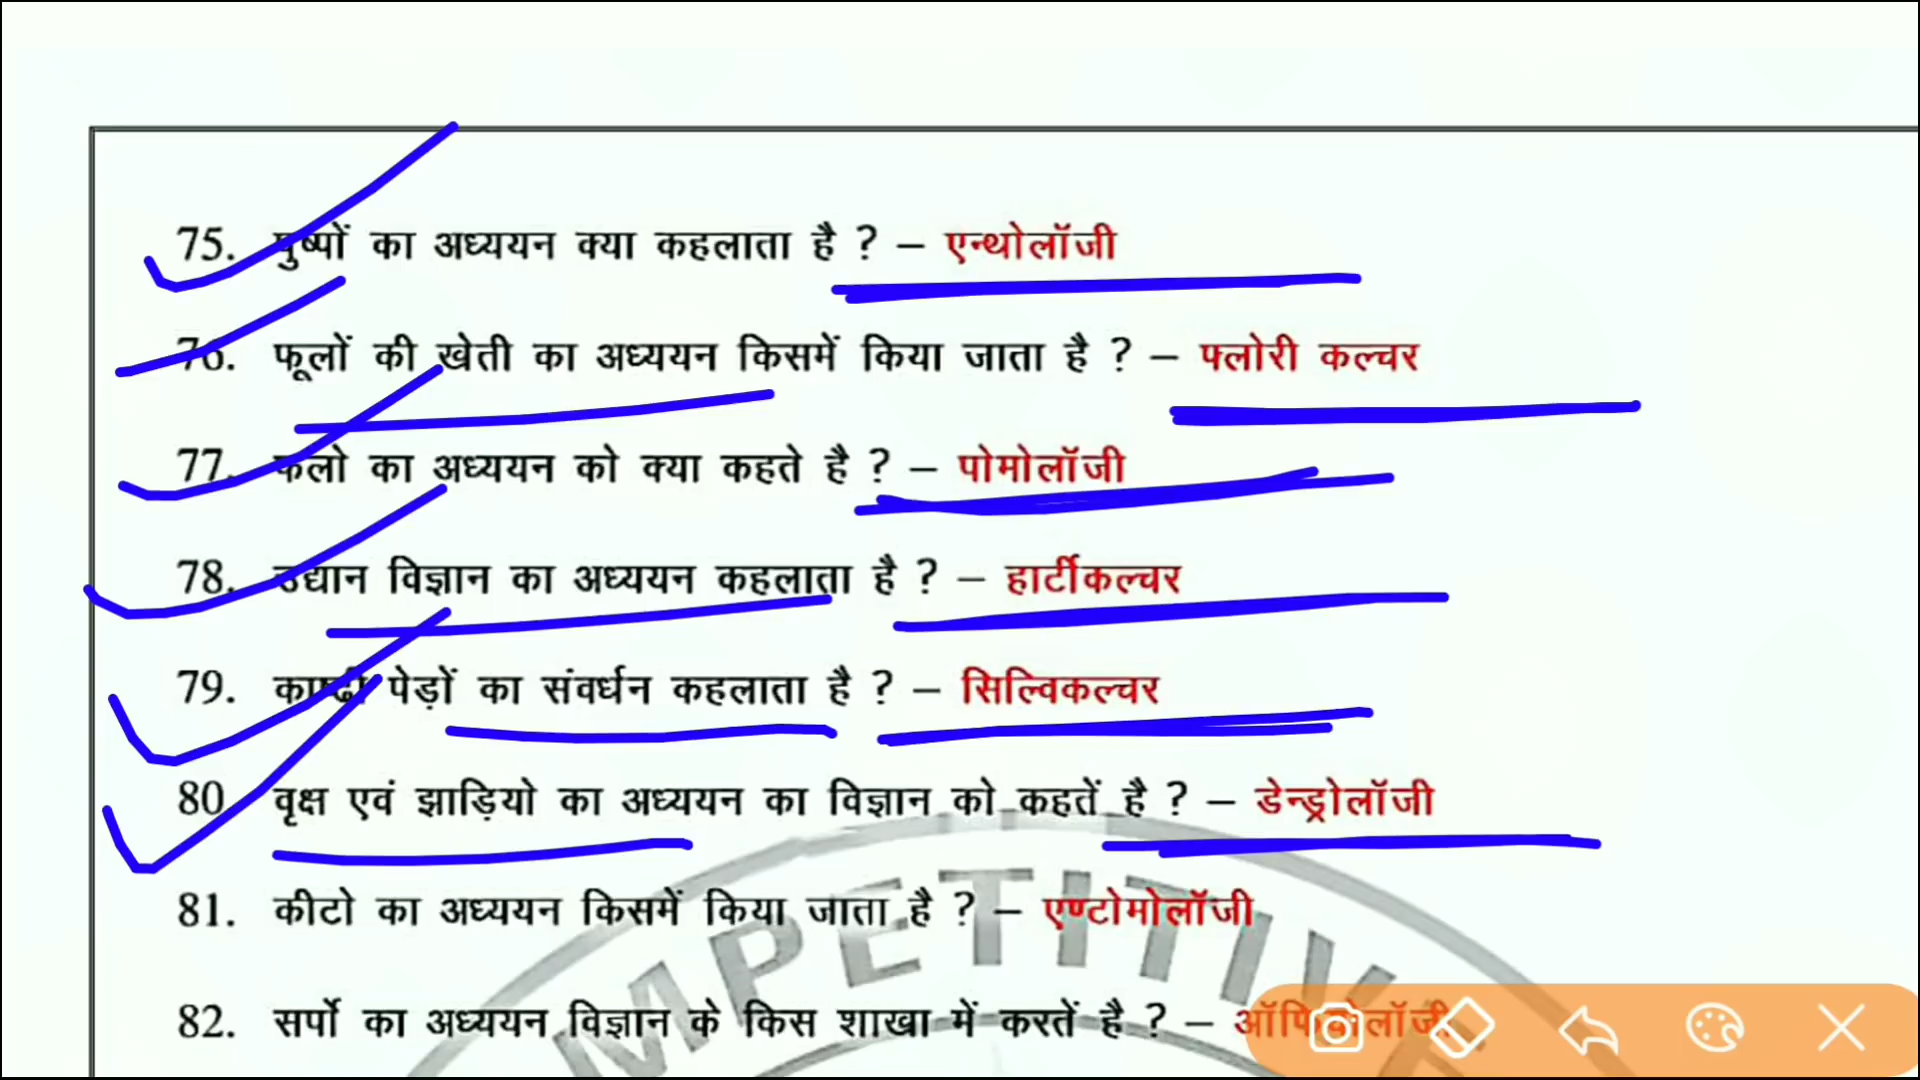 75. पुष्पों का अध्ययन क्या कहलाता है ? – एन्थोलॉजी
76. फूलों की खेती का अध्ययन किसमें किया जाता है ? – फ्लोरी कल्चर
77. फलो का अध्ययन को क्या कहते है ? – पोमोलॉजी
78. उद्यान विज्ञान का अध्ययन कहलाता है ? – हार्टीकल्चर
79. काष्ठी पेड़ों का संवर्धन कहलाता है ? – सिल्विकल्चर
80. वृक्ष एवं झाड़ियो का अध्ययन का विज्ञान को कहतें है ? – डेन्ड्रोलॉजी
81. कीटो का अध्ययन किसमें किया जाता है ? – एण्टोमोलॉजी
82. सर्पो का अध्ययन विज्ञान के किस शाखा में करतें है ? –